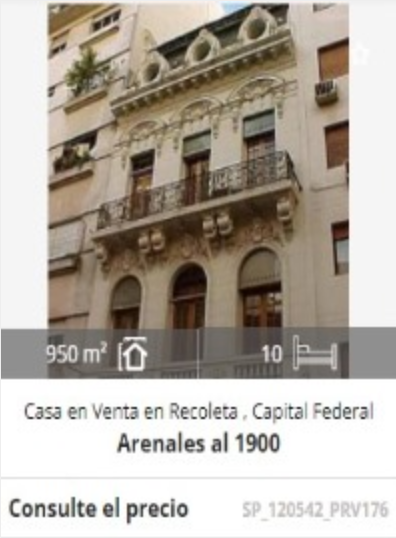 950 m²
10
Casa en Venta en Recoleta , Capital Federal
Arenales al 1900
Consulte el precio
SP_120542_PRV176